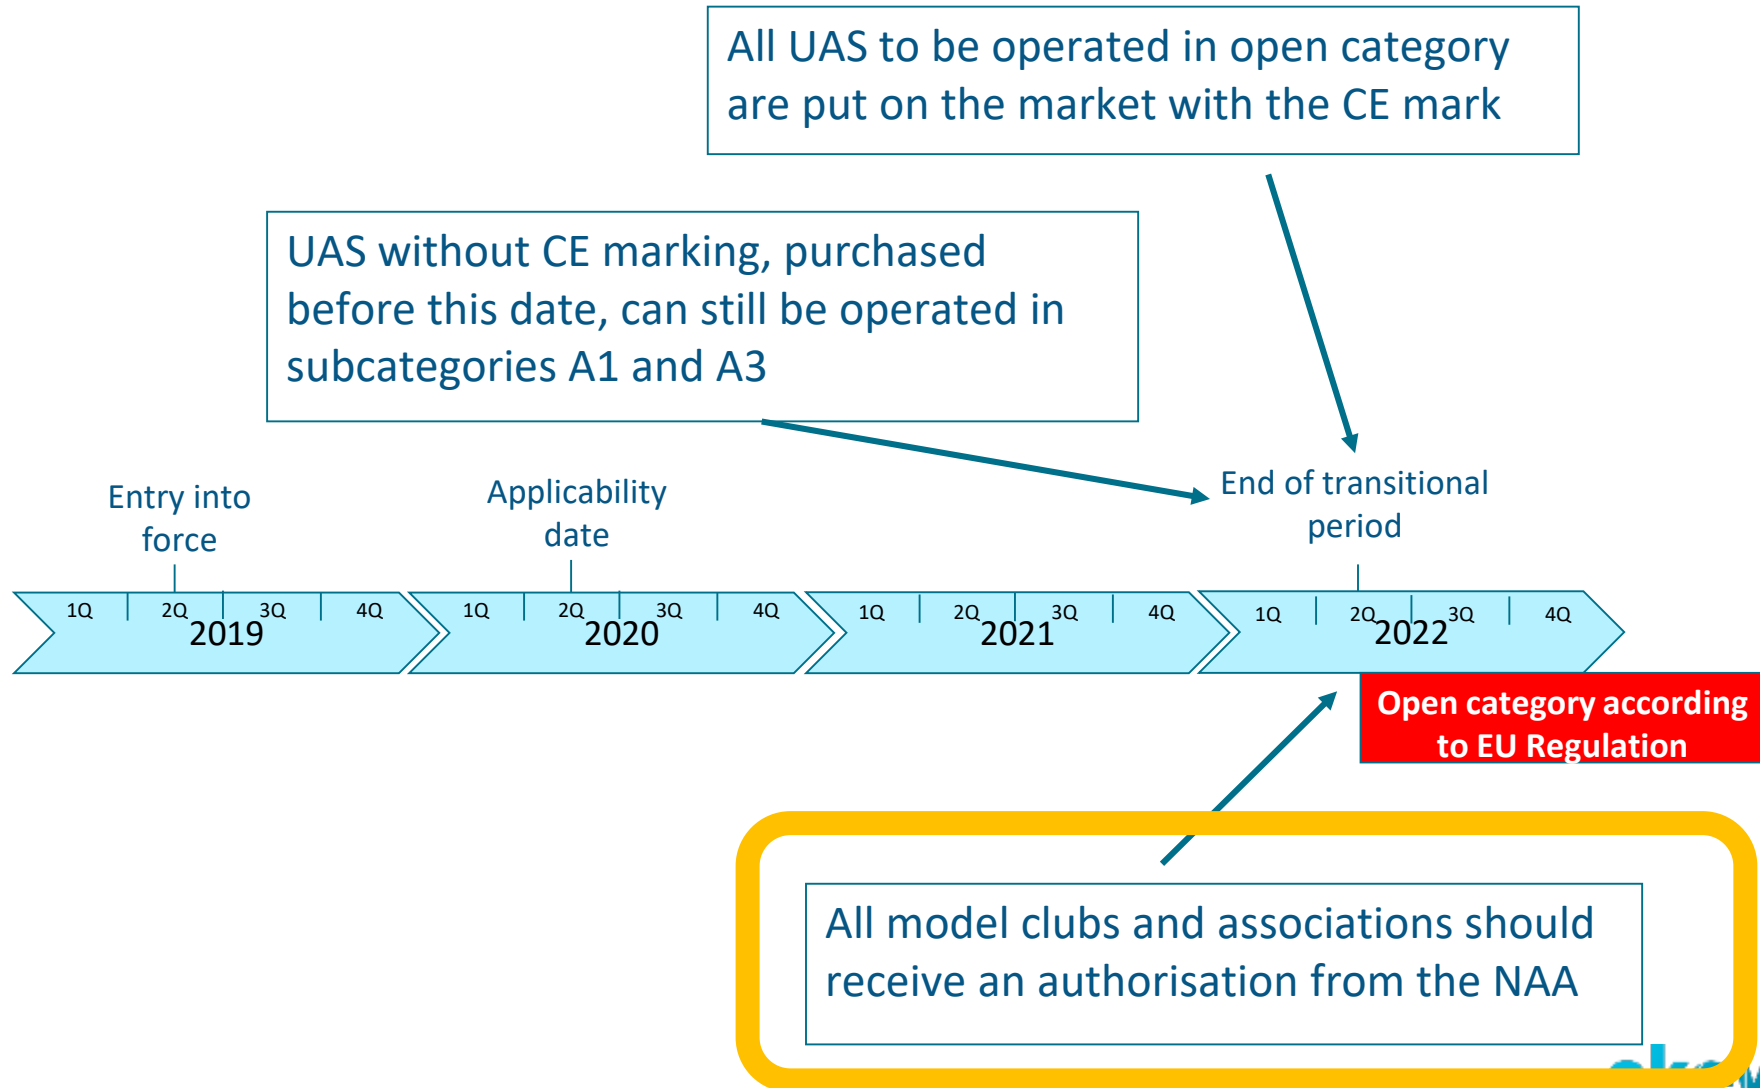 All UAS to be operated in open category
are put on the market with the CE mark
UAS without CE marking, purchased
before this date, can still be operated in
subcategories A1 and A3
Entry into
force
Applicability
date
End of transitional
period
1Q 2Q 3Q 4Q
2019
1Q 2Q 3Q 4Q
2020
1Q 2Q 3Q 4Q
2021
1Q 2Q 3Q 4Q
2022
Open category according
to EU Regulation
All model clubs and associations should
receive an authorisation from the NAA